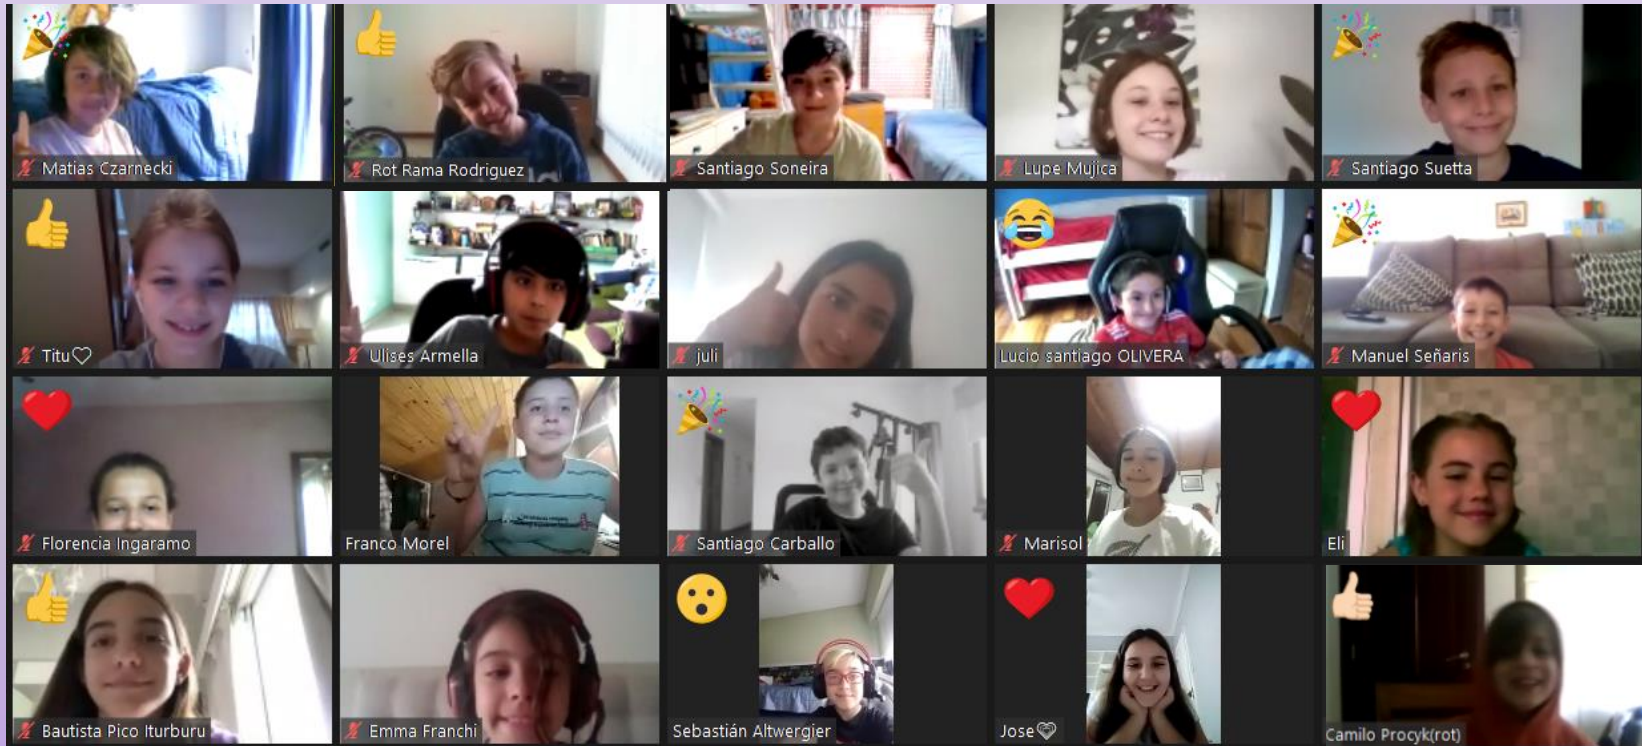 Matias Czarnecki
Rot Rama Rodriguez
Santiago Soneira
Lupe Mujica
Santiago Suetta
Titu♡
Ulises Armella
juli
Lucio santiago OLIVERA
Manuel Señaris
Florencia Ingaramo
Franco Morel
Santiago Carballo
Marisol
Eli
Bautista Pico Iturburu
Emma Franchi
Sebastián Altwergier
Jose💗
Camilo Procyk(rot)